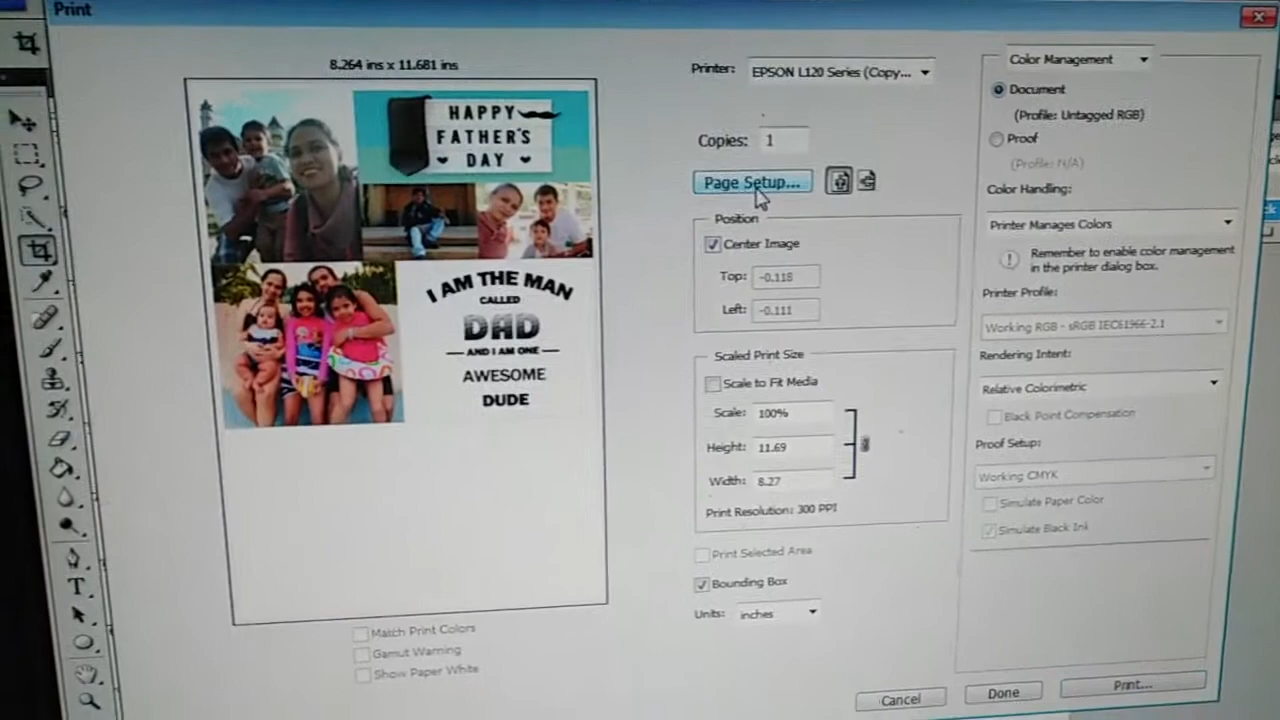 Print
8.264 ins x 11.681 ins
HAPPY
FATHER'S
DAY
I AM THE MAN
CALLED
DAD
AND I AM ONE
AWESOME
DUDE
Match Print Colors
Gamut Warning
Show Paper White
Printer: EPSON L120 Series (Copy...
Copies: 1
Page Setup...
Position
Center Image
Top: -0.118
Left: -0.111
Scaled Print Size
Scale to Fit Media
Scale: 100%
Height: 11.69
Width: 8.27
Print Resolution: 300 PPI
Print Selected Area
Bounding Box
Units: inches
Color Management
Document
(Profile: Untagged RGB)
Proof
(Profile: N/A)
Color Handling:
Printer Manages Colors
Remember to enable color management
in the printer dialog box.
Printer Profile:
Working RGB - sRGB IEC61966-2.1
Rendering Intent:
Relative Colorimetric
Black Point Compensation
Proof Setup:
Working CMYK
Simulate Paper Color
Simulate Black Ink
Cancel
Done
Print...